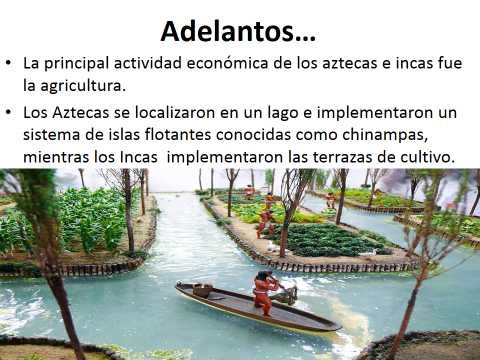 Adelantos…
• La principal actividad económica de los aztecas e incas fue
la agricultura.
• Los Aztecas se localizaron en un lago e implementaron un
sistema de islas flotantes conocidas como chinampas,
mientras los Incas  implementaron las terrazas de cultivo.